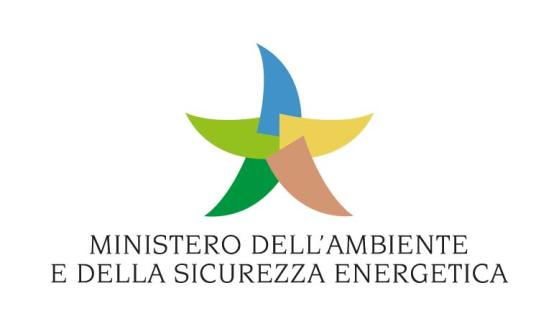 MINISTERO DELL'AMBIENTE
E DELLA SICUREZZA ENERGETICA